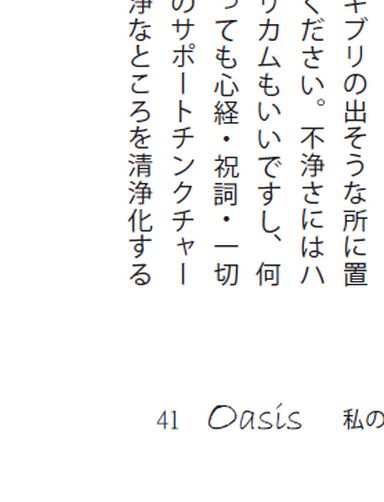 キブリの出そうな所に置
ください。不浄さにはハ
リカムもいいですし、何
っても心経・祝詞・一切
のサポートチンクチャー
浄なところを清浄化する
41 Oasis 私の